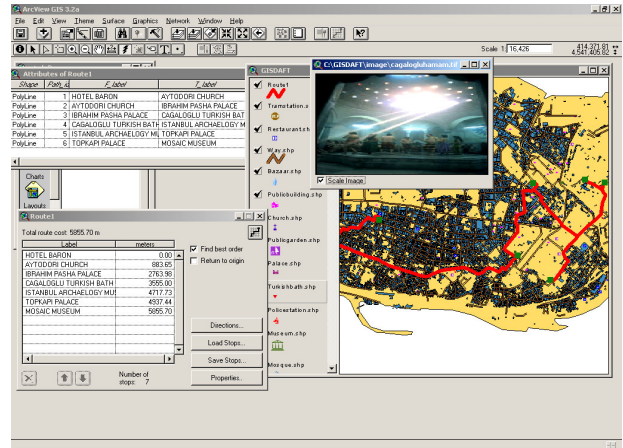 ArcView GIS 3.2a
File Edit View Theme Surface Graphics Network Window Help
Scale 1: 16,426
414,371.81
4,541,405.82
Attributes of Route1
Shape Path_id F_label T_label
PolyLine 1 HOTEL BARON AYTODORI CHURCH
PolyLine 2 AYTODORI CHURCH IBRAHIM PASHA PALACE
PolyLine 3 IBRAHIM PASHA PALACE CAGALOGLU TURKISH BATH
PolyLine 4 CAGALOGLU TURKISH BATH ISTANBUL ARCHAELOGY M
PolyLine 5 ISTANBUL ARCHAELOGY MU TOPKAPI PALACE
PolyLine 6 TOPKAPI PALACE MOSAIC MUSEUM
Charts
Layouts
Route1
Total route cost: 5855.70 m
Label meters
HOTEL BARON 0.00
AYTODORI CHURCH 883.65
IBRAHIM PASHA PALACE 2763.98
CAGALOGLU TURKISH BATH 3555.00
ISTANBUL ARCHAELOGY MUS 4717.73
TOPKAPI PALACE 4937.44
MOSAIC MUSEUM 5855.70
Find best order
Return to origin
Directions...
Load Stops...
Save Stops...
Properties..
Number of
stops: 7
GISDAFT
Route1
Tramstation.s
Restaurant.sh
Way.shp
Bazaar.shp
Publicbuilding.shp
Church.shp
Publicgarden.shp
Palace.shp
Turkishbath.shp
Policestation.shp
Museum.shp
Mosque.shp
C:\GISDAFT\image\cagalogluhamam.tif
Scale Image